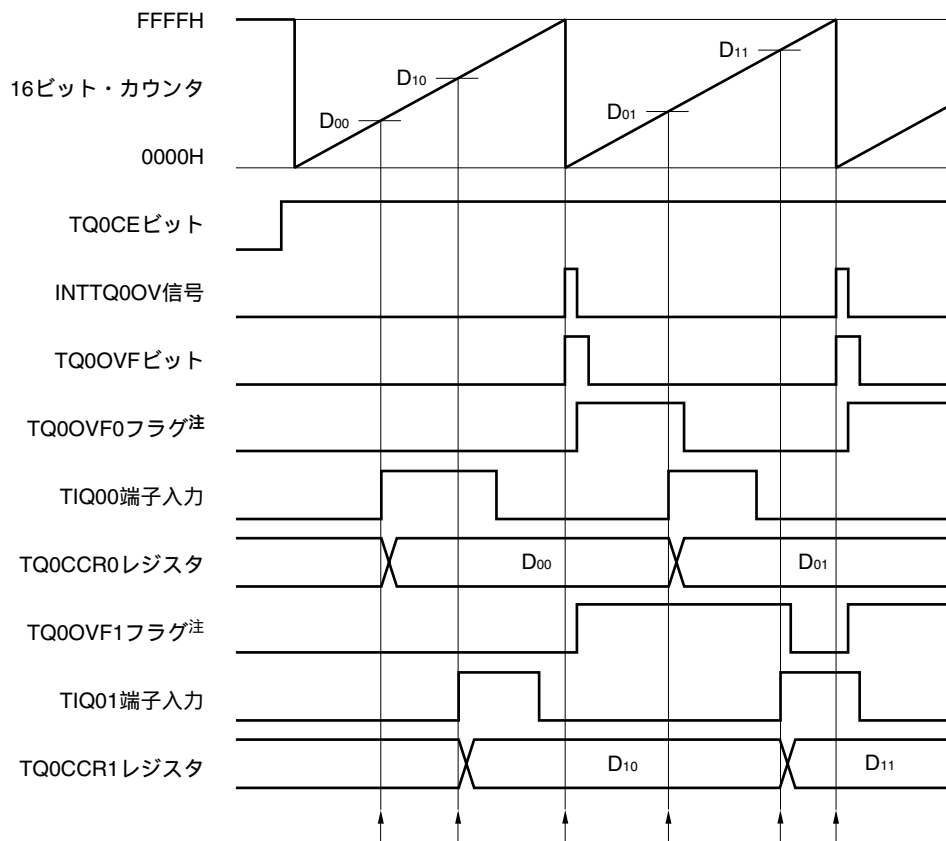 FFFFH
16ビット・カウンタ
0000H
D00
D10
D01
D11
TQ0CEビット
INTTQ0OV信号
TQ0OVFビット
TQ0OVF0フラグ注
TIQ00端子入力
TQ0CCR0レジスタ
D00
D01
TQ0OVF1フラグ注
TIQ01端子入力
TQ0CCR1レジスタ
D10
D11